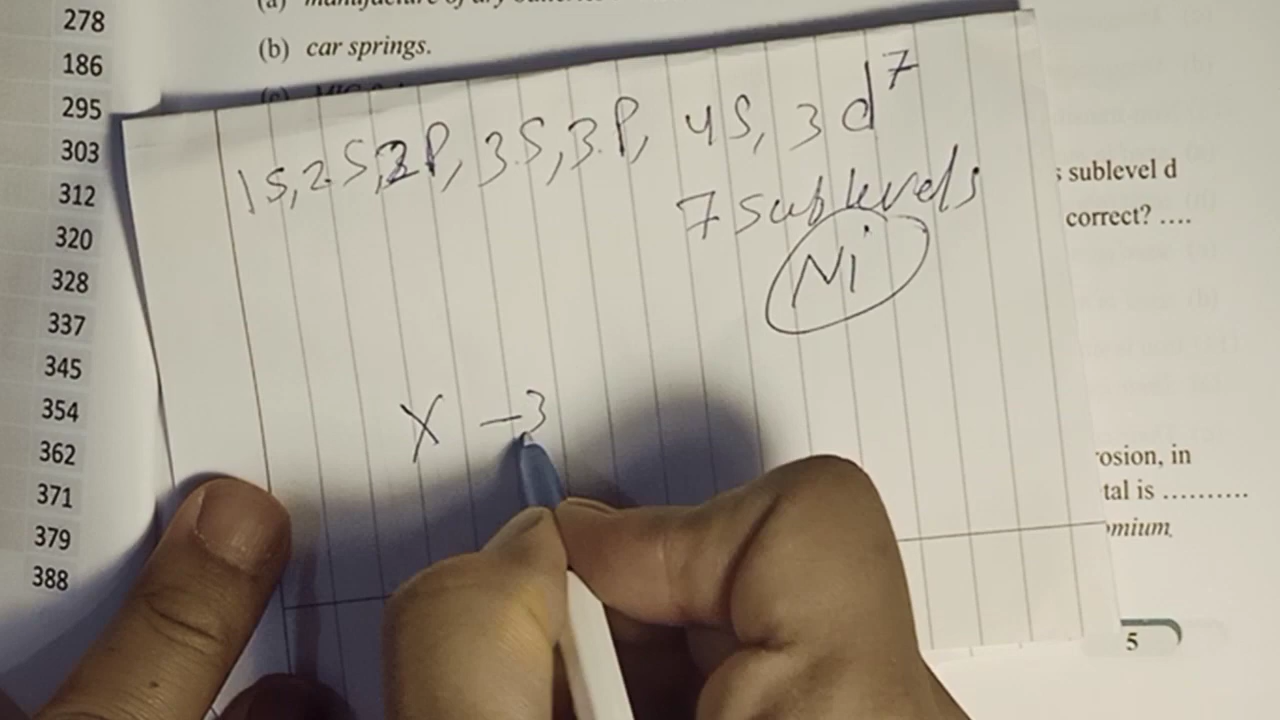 278
186
295
303
312
320
328
337
345
354
362
371
379
388
(b) car springs.
1S, 2S, 2P, 3S, 3P, 4S, 3d⁷
7 sublevels
Ni
X -3
sublevel d
correct? ....
rosion, in
tal is ..........
mium.
5